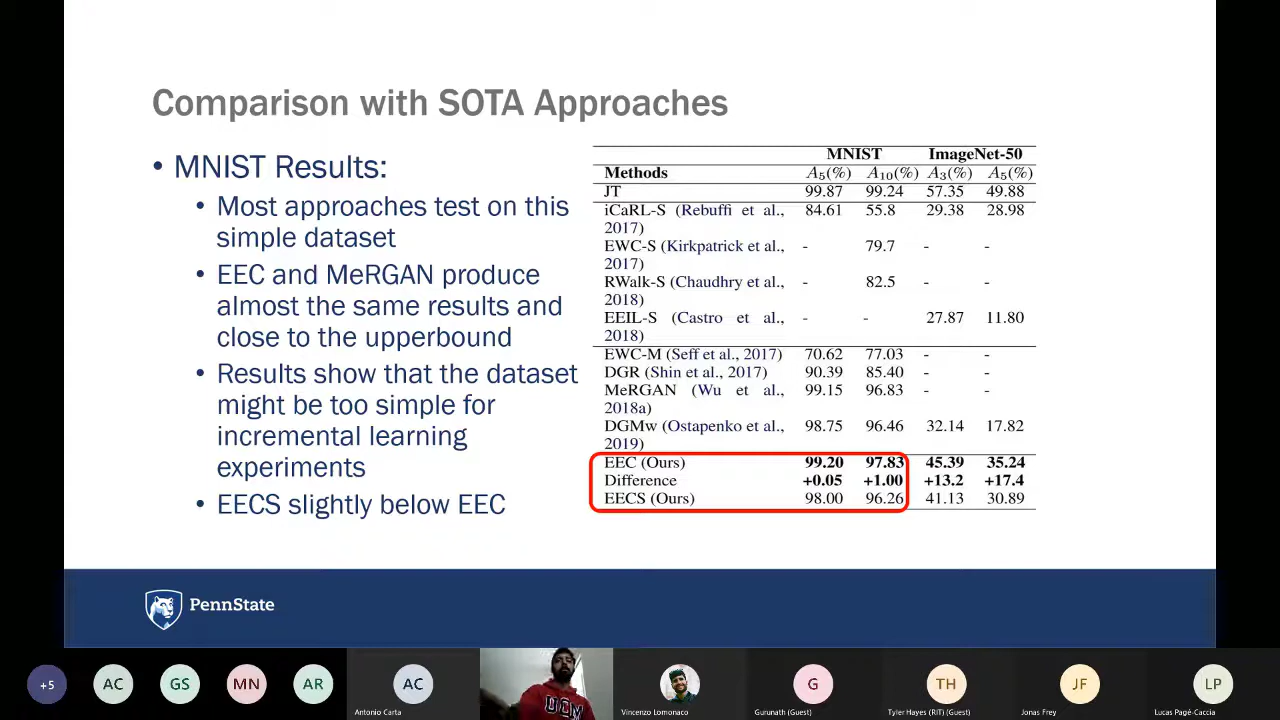 Comparison with SOTA Approaches
• MNIST Results:
• Most approaches test on this
simple dataset
• EEC and MeRGAN produce
almost the same results and
close to the upperbound
• Results show that the dataset
might be too simple for
incremental learning
experiments
• EECS slightly below EEC
MNIST ImageNet-50
Methods A5(%) A10(%) A3(%) A5(%)
JT 99.87 99.24 57.35 49.88
iCaRL-S (Rebuffi et al., 84.61 55.8 29.38 28.98
2017)
EWC-S (Kirkpatrick et al., - 79.7 - -
2017)
RWalk-S (Chaudhry et al., - 82.5 - -
2018)
EEIL-S (Castro et al., - - 27.87 11.80
2018)
EWC-M (Seff et al., 2017) 70.62 77.03 - -
DGR (Shin et al., 2017) 90.39 85.40 - -
MeRGAN (Wu et al., 99.15 96.83 - -
2018a)
DGMw (Ostapenko et al., 98.75 96.46 32.14 17.82
2019)
EEC (Ours) 99.20 97.83 45.39 35.24
Difference +0.05 +1.00 +13.2 +17.4
EECS (Ours) 98.00 96.26 41.13 30.89
PennState
+5 AC GS MN AR AC G TH JF LP
Antonio Carta Vincenzo Lomonaco Gurunath (Guest) Tyler Hayes (RIT) (Guest) Jonas Frey Lucas Pagé-Caccia